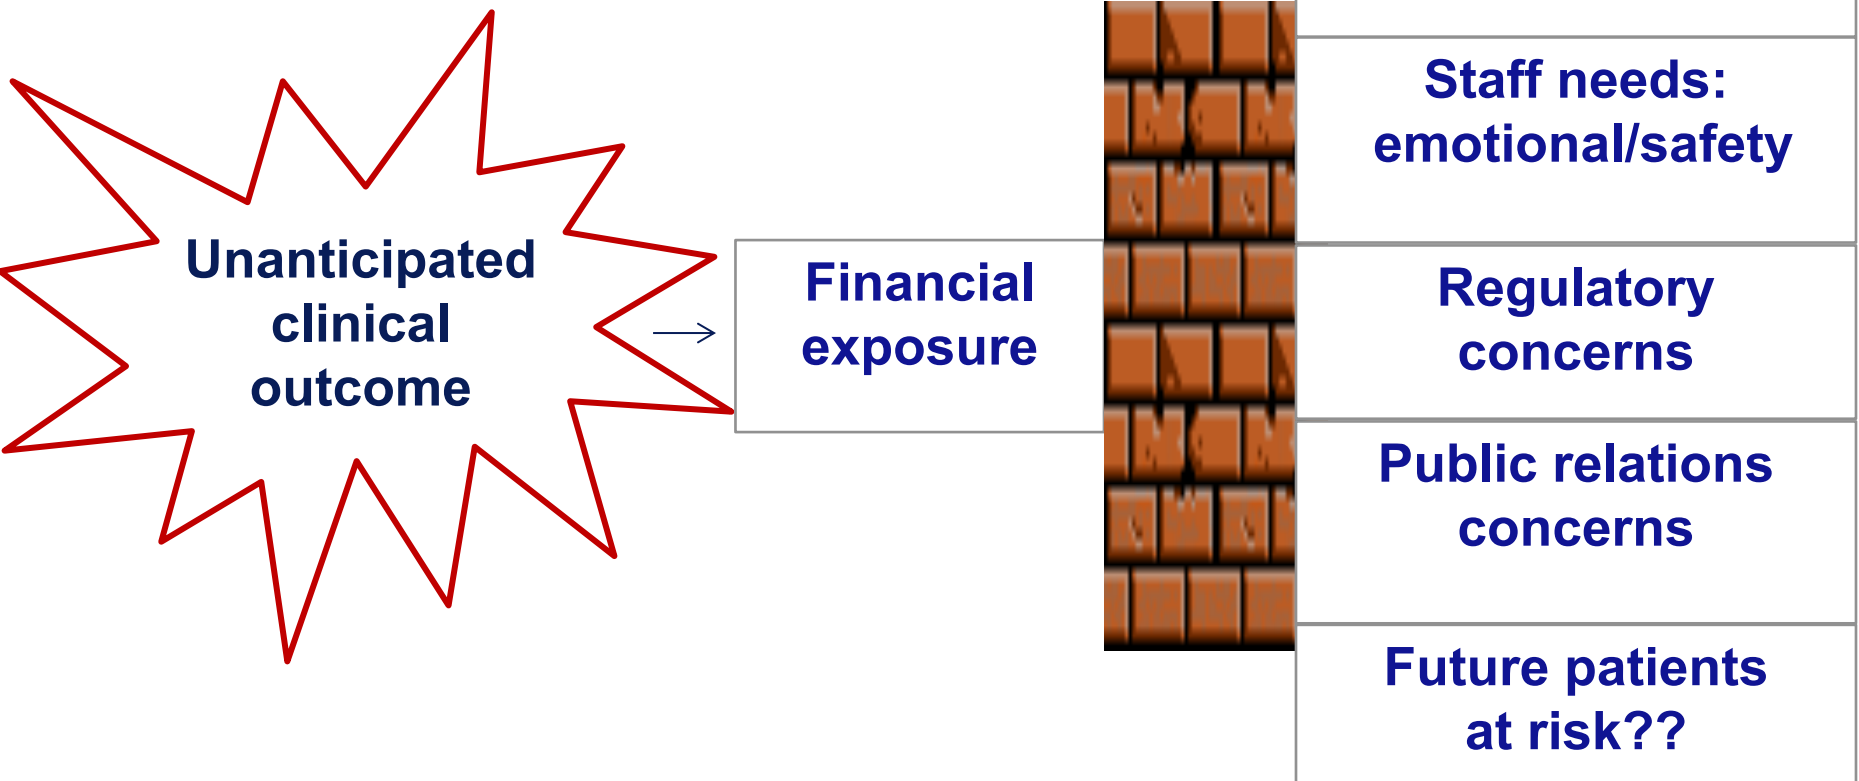 Unanticipated
clinical
outcome
Financial
exposure
Staff needs:
emotional/safety
Regulatory
concerns
Public relations
concerns
Future patients
at risk??